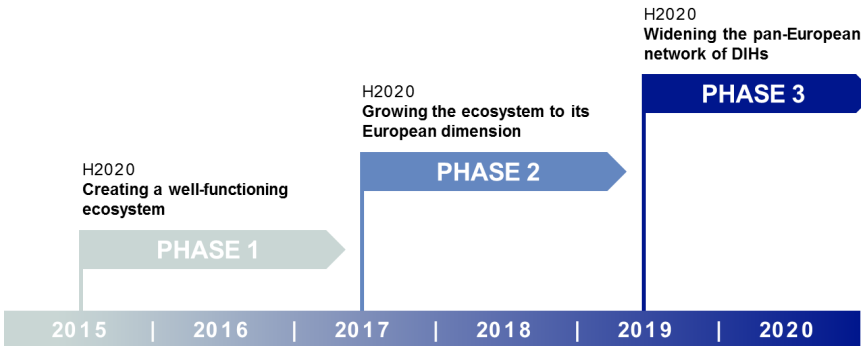 H2020
Widening the pan-European
network of DIHs
PHASE 3
H2020
Growing the ecosystem to its
European dimension
PHASE 2
H2020
Creating a well-functioning
ecosystem
PHASE 1
2015 | 2016 | 2017 | 2018 | 2019 | 2020